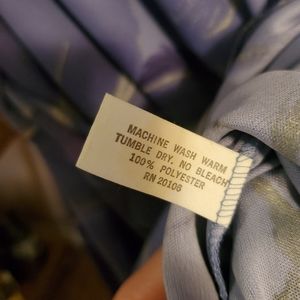 MACHINE WASH WARM
TUMBLE DRY. NO BLEACH
100% POLYESTER
RN 20106